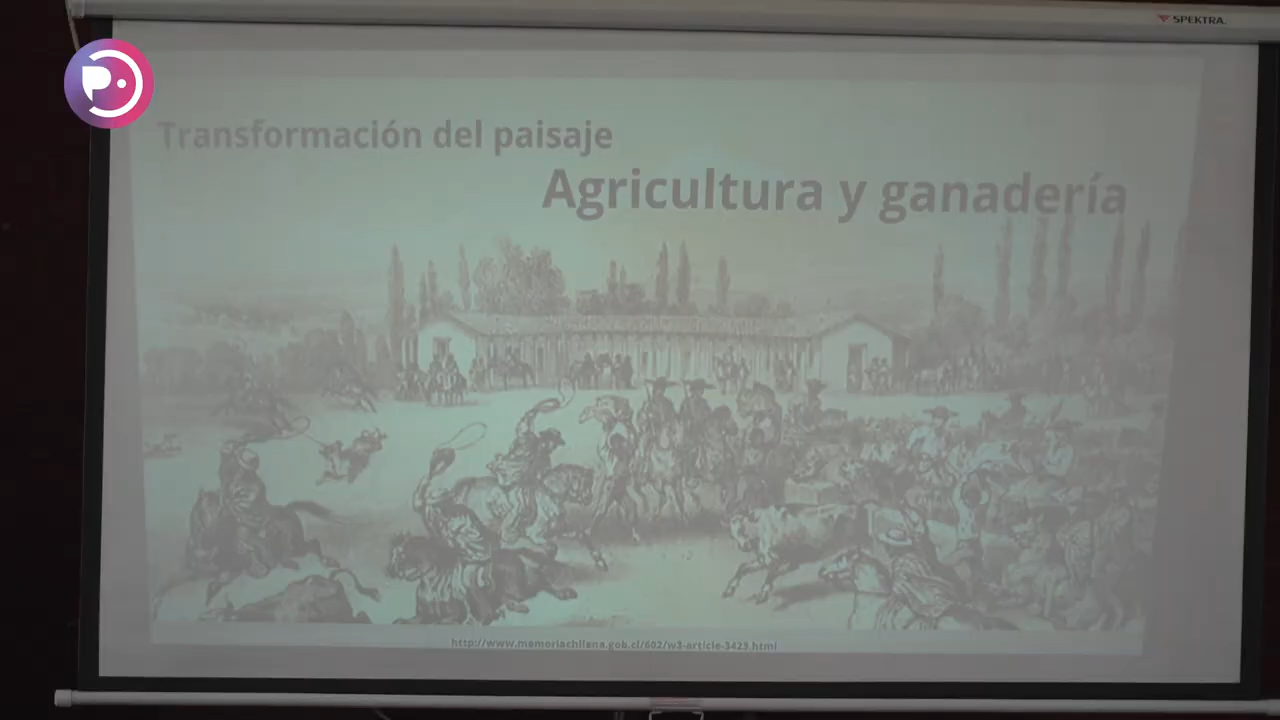 SPEKTRA
Transformación del paisaje
Agricultura y ganadería
http://www.memoriachilena.gob.cl/602/w3-article-3423.html